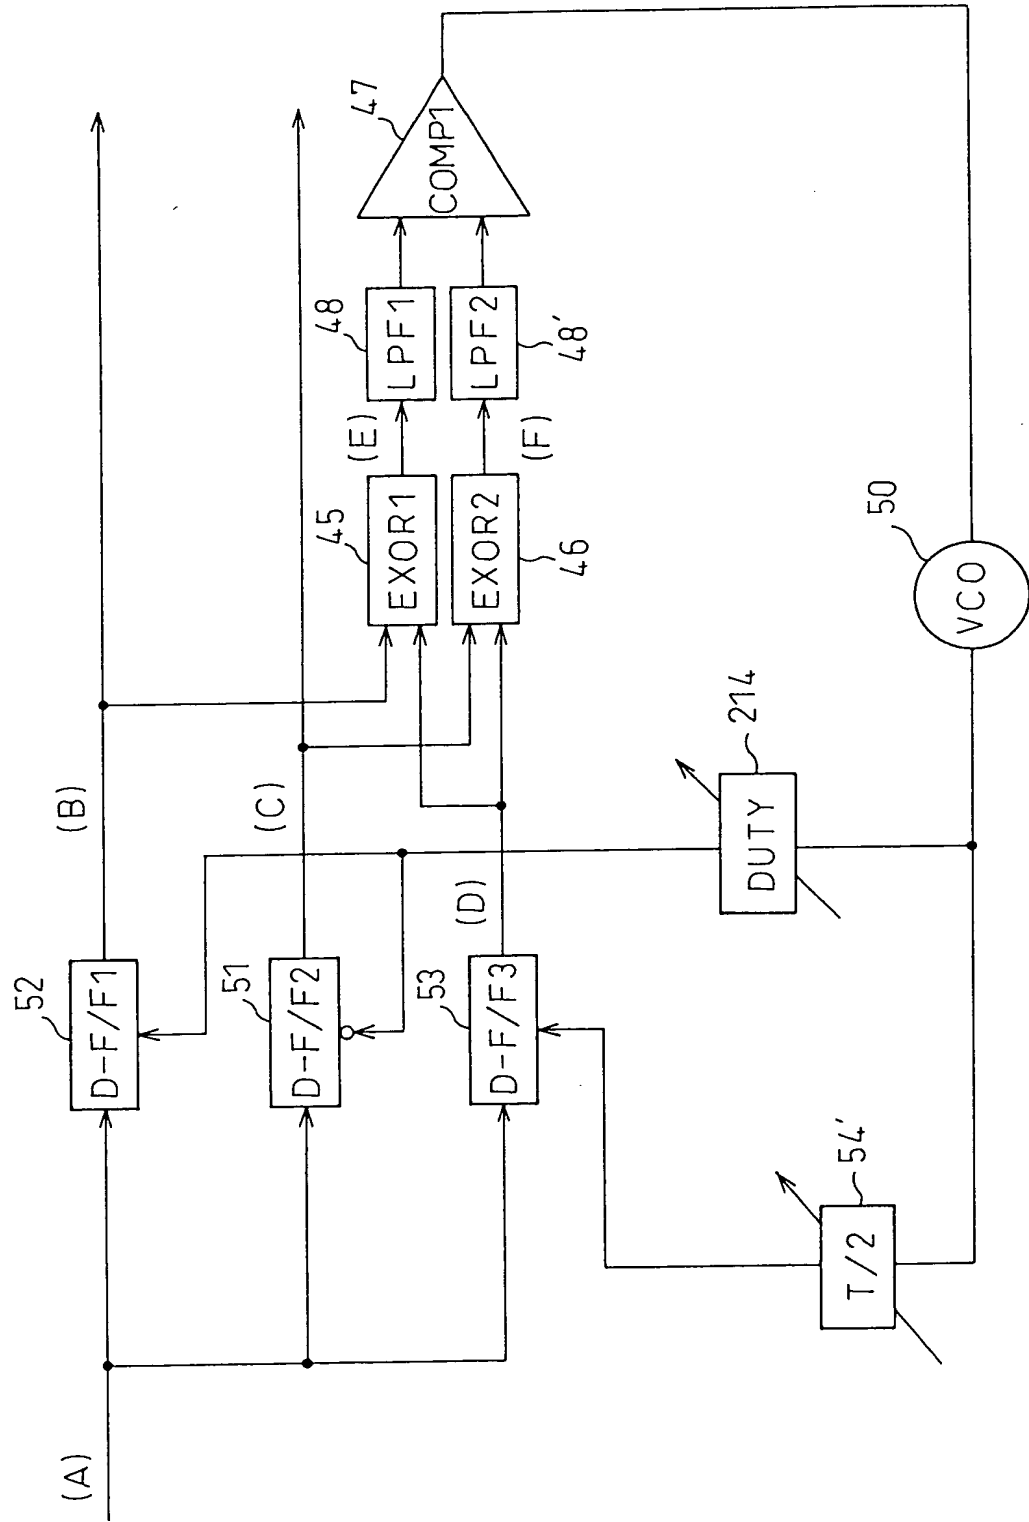 (A)
52
D-F/F1
(B)
51
D-F/F2
(C)
53
D-F/F3
(D)
45
EXOR1
(E)
48
LPF1
47
COMP1
EXOR2
46
(F)
LPF2
48'
T/2
54'
DUTY
214
VCO
50